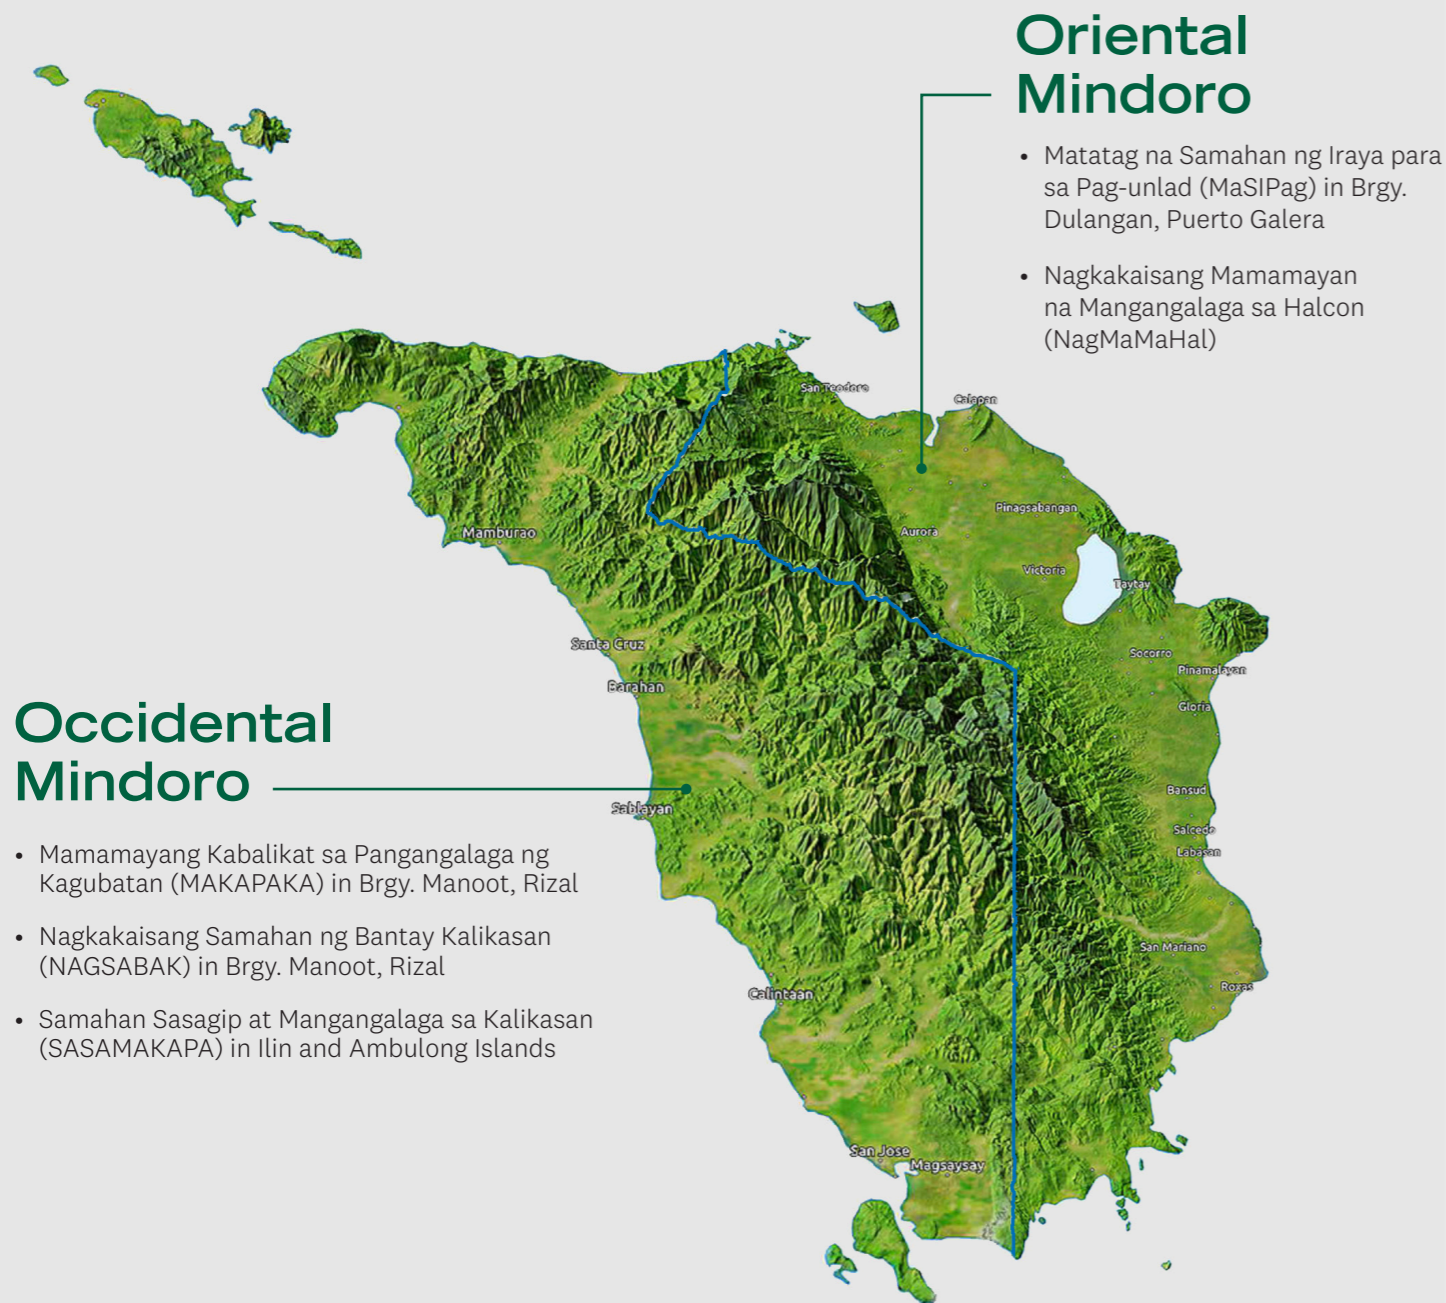 Oriental
Mindoro
• Matatag na Samahan ng Iraya para
sa Pag-unlad (MaSIPag) in Brgy.
Dulangan, Puerto Galera
• Nagkakaisang Mamamayan
na Mangangalaga sa Halcon
(NagMaMaHal)
San Teodoro
Calapan
Pinagsabangan
Aurora
Mamburao
Victoria
Taytay
Santa Cruz
Socorro
Pinamalayan
Barahan
Gloria
Occidental
Mindoro
Bansud
Sablayan
Salcedo
Labasan
• Mamamayang Kabalikat sa Pangangalaga ng
Kagubatan (MAKAPAKA) in Brgy. Manoot, Rizal
• Nagkakaisang Samahan ng Bantay Kalikasan
(NAGSABAK) in Brgy. Manoot, Rizal
• Samahan Sasagip at Mangangalaga sa Kalikasan
(SASAMAKAPA) in Ilin and Ambulong Islands
San Mariano
Roxas
Calintaan
San Jose
Magsaysay